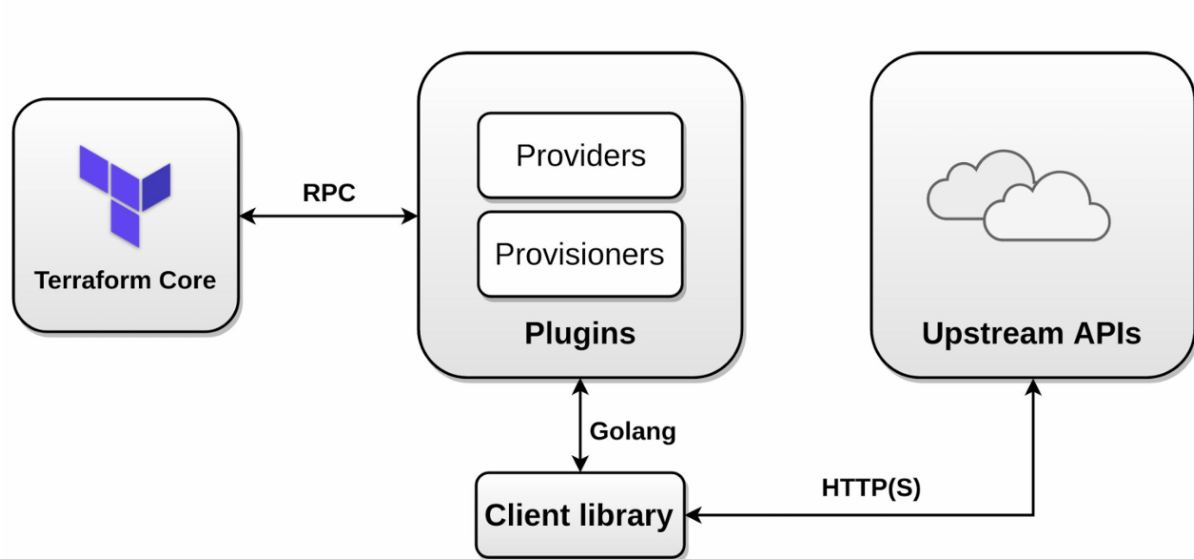 Terraform Core
RPC
Providers
Provisioners
Plugins
Upstream APIs
Golang
Client library
HTTP(S)